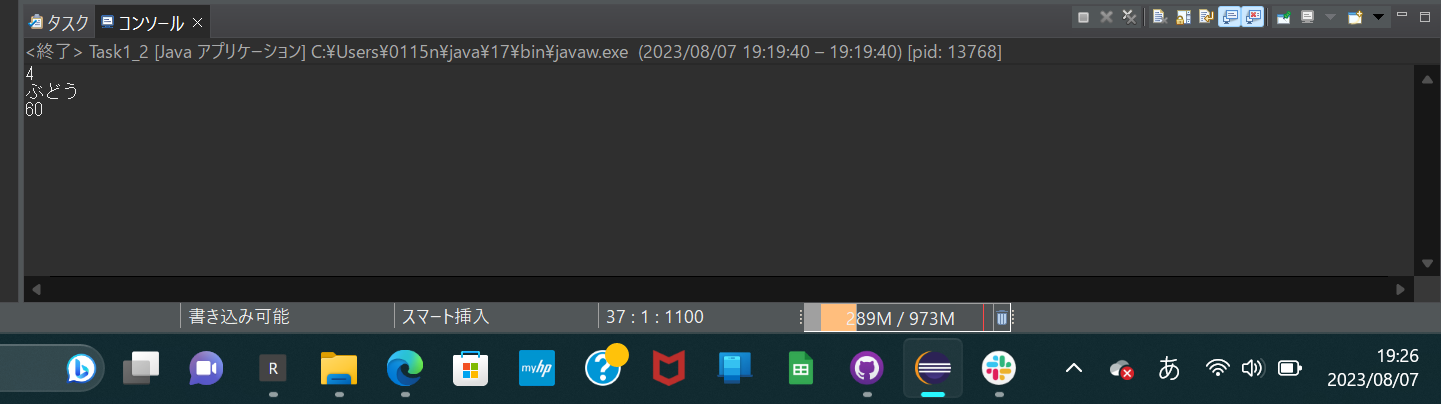 タスク コンソール
<終了> Task1_2 [Java アプリケーション] C:¥Users¥0115n¥java¥17¥bin¥javaw.exe (2023/08/07 19:19:40 – 19:19:40) [pid: 13768]
4
ぶどう
60
書き込み可能 スマート挿入 37 : 1 : 1100 289M / 973M
R myhp ? あ 19:26
2023/08/07